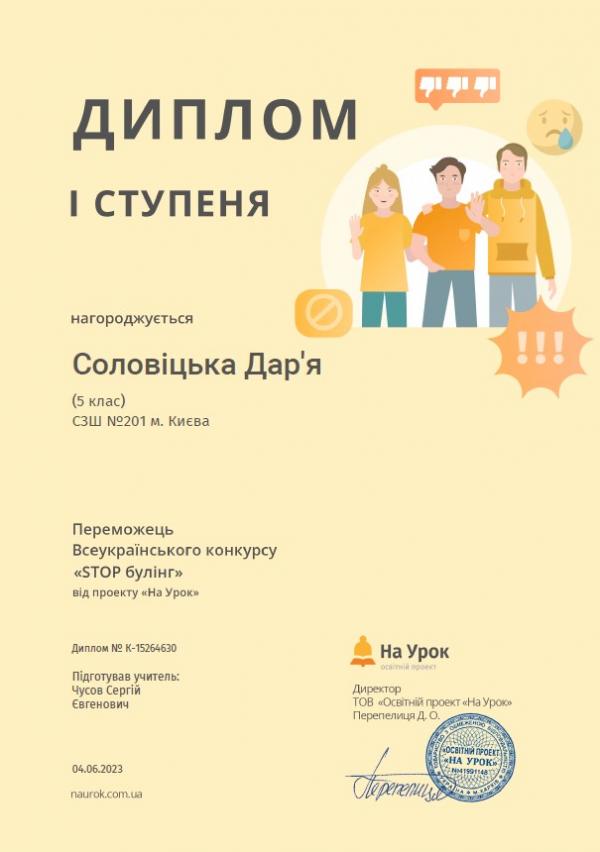 ДИПЛОМ
І СТУПЕНЯ
!!!
нагороджується
Соловіцька Дар'я
(5 клас)
СЗШ №201 м. Києва
Переможець
Всеукраїнського конкурсу
«STOP булінг»
від проекту «На Урок»
Диплом № К-15264630
Підготував учитель:
Чусов Сергій
Євгенович
04.06.2023
naurok.com.ua
На Урок
освітній проект
Директор
ТОВ «Освітній проект «На Урок»
Перепелиця Д. О.
«ОСВІТНІЙ ПРОЕКТ
«НА УРОК»
№41991148